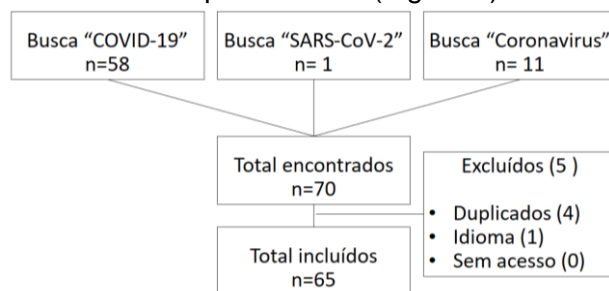 Busca “COVID-19”
n=58
Busca “SARS-CoV-2”
n= 1
Busca “Coronavirus”
n= 11
Total encontrados
n=70
Excluídos (5 )
• Duplicados (4)
• Idioma (1)
• Sem acesso (0)
Total incluídos
n=65